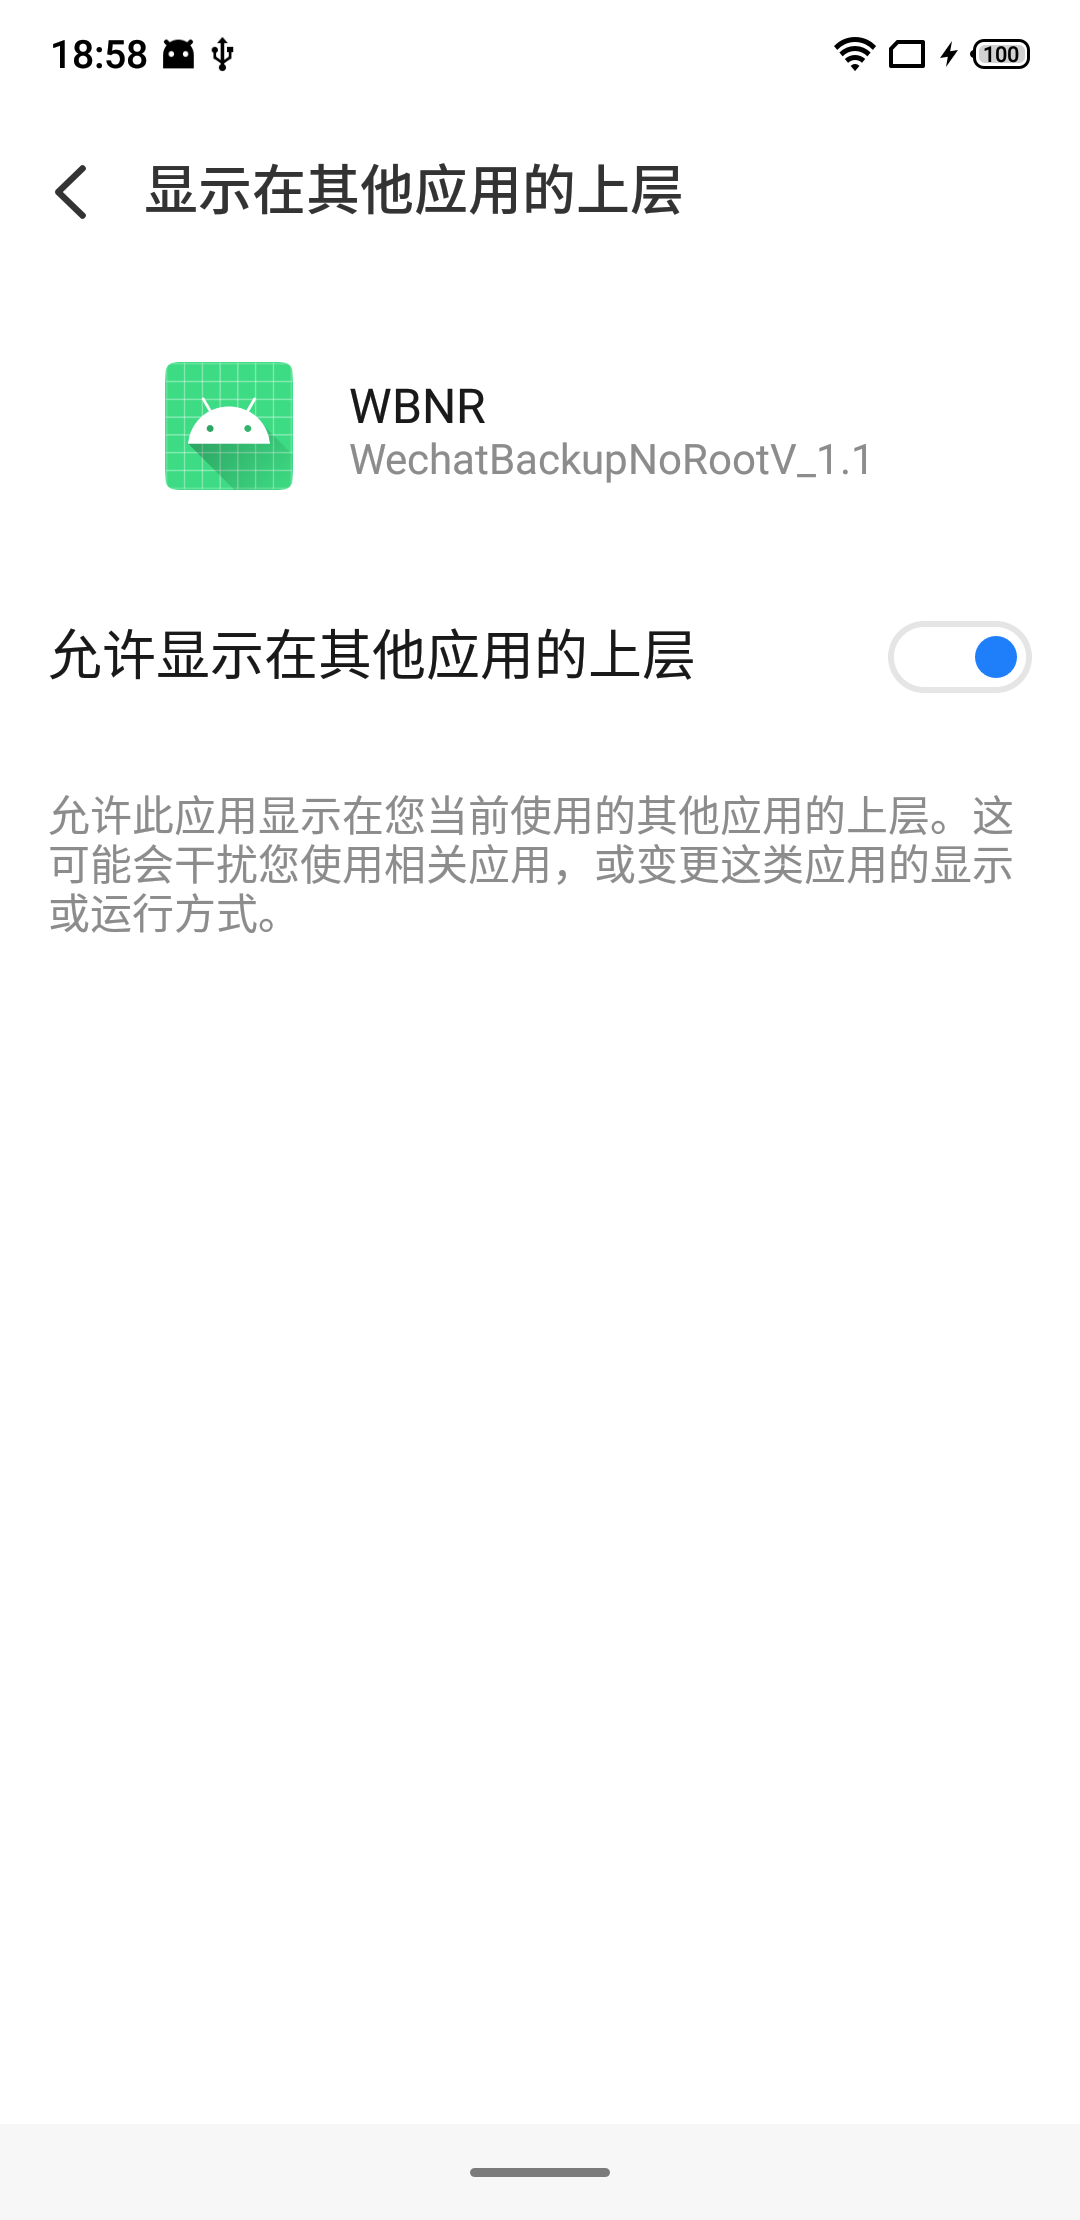 18:58
100
显示在其他应用的上层
WBNR
WechatBackupNoRootV_1.1
允许显示在其他应用的上层
允许此应用显示在您当前使用的其他应用的上层。这
可能会干扰您使用相关应用，或变更这类应用的显示
或运行方式。